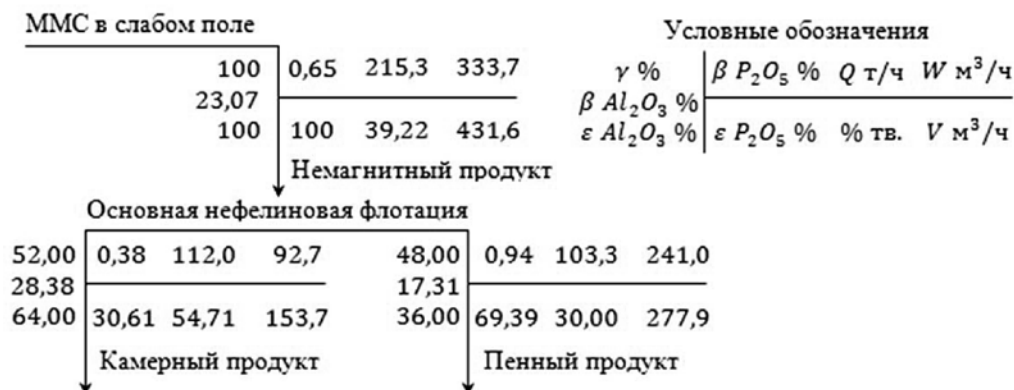 ММС в слабом поле
100 0,65 215,3 333,7
23,07
100 100 39,22 431,6
Немагнитный продукт
Условные обозначения
γ % β P₂O₅ % Q т/ч W м³/ч
β Al₂O₃ %
ε Al₂O₃ % ε P₂O₅ % % тв. V м³/ч
Основная нефелиновая флотация
52,00 0,38 112,0 92,7
28,38
64,00 30,61 54,71 153,7
Камерный продукт
48,00 0,94 103,3 241,0
17,31
36,00 69,39 30,00 277,9
Пенный продукт